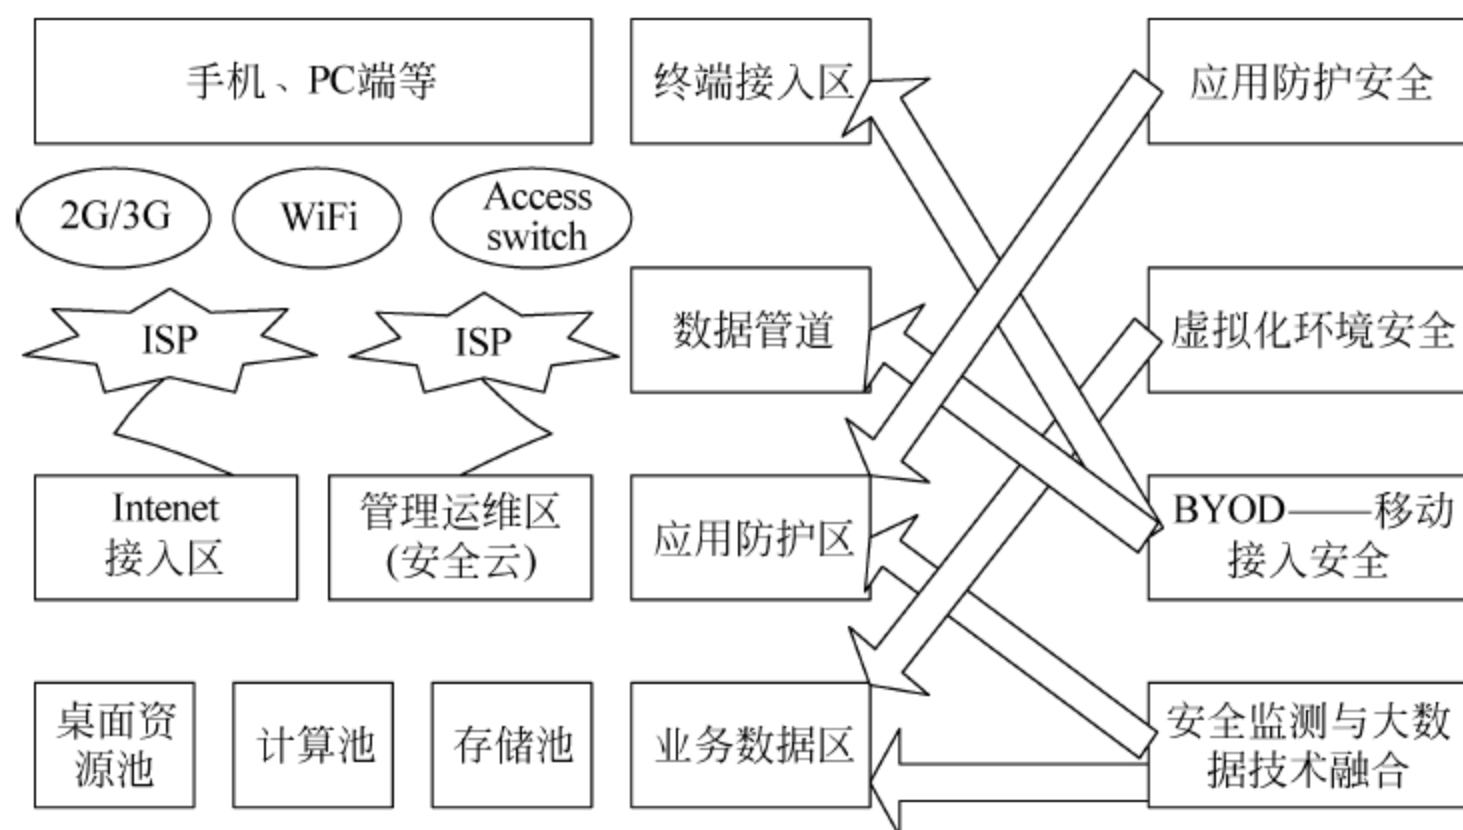 手机、PC端等
终端接入区
应用防护安全
2G/3G
WiFi
Access
switch
ISP
ISP
数据管道
虚拟化环境安全
Intenet
接入区
管理运维区
(安全云)
应用防护区
BYOD——移动
接入安全
桌面资
源池
计算池
存储池
业务数据区
安全监测与大数
据技术融合